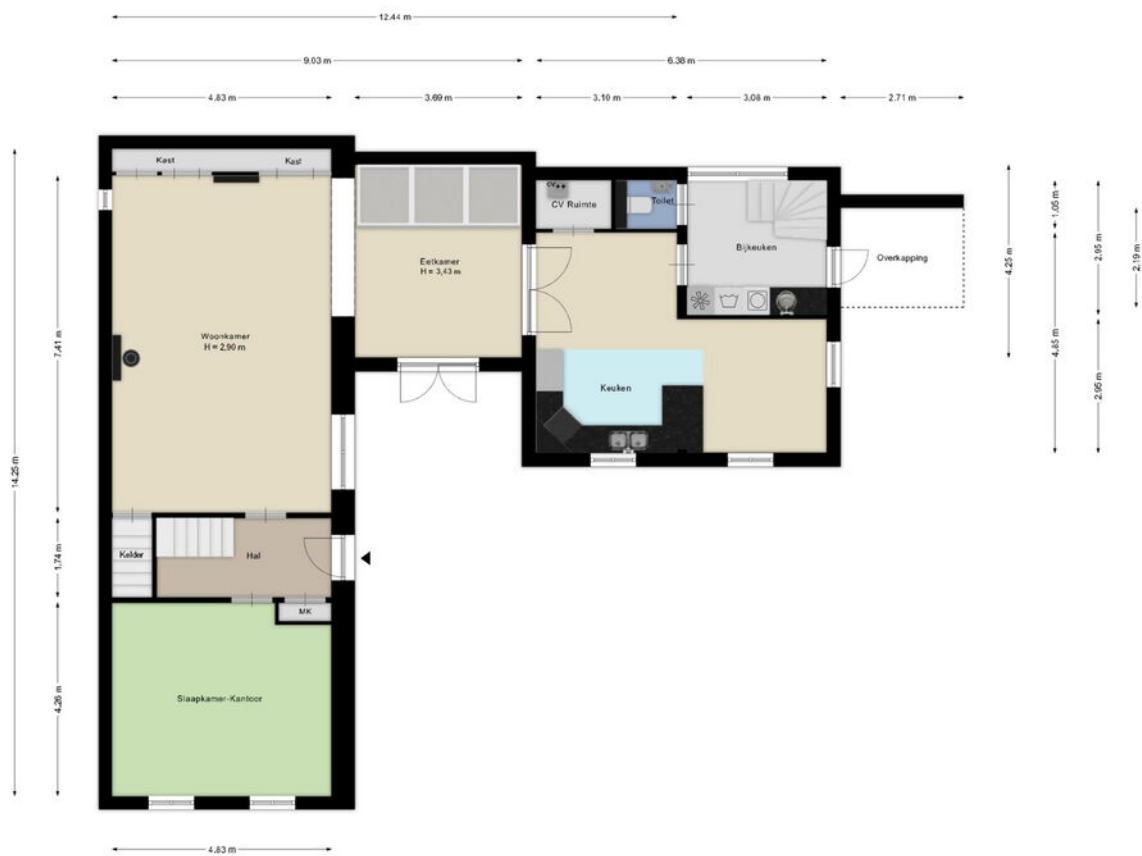 12.44 m
9.03 m
6.38 m
4.83 m
3.69 m
3.10 m
3.08 m
2.71 m
Kast
Kast
CV
CV Ruimte
Toilet
Bijkeuken
Overkapping
Eetkamer
H = 3,43 m
Woonkamer
H = 2,90 m
Keuken
Kelder
Hal
MK
Slaapkamer-Kantoor
14.25 m
7.41 m
1.74 m
4.26 m
4.25 m
1.05 m
4.85 m
2.95 m
2.95 m
2.19 m
4.83 m